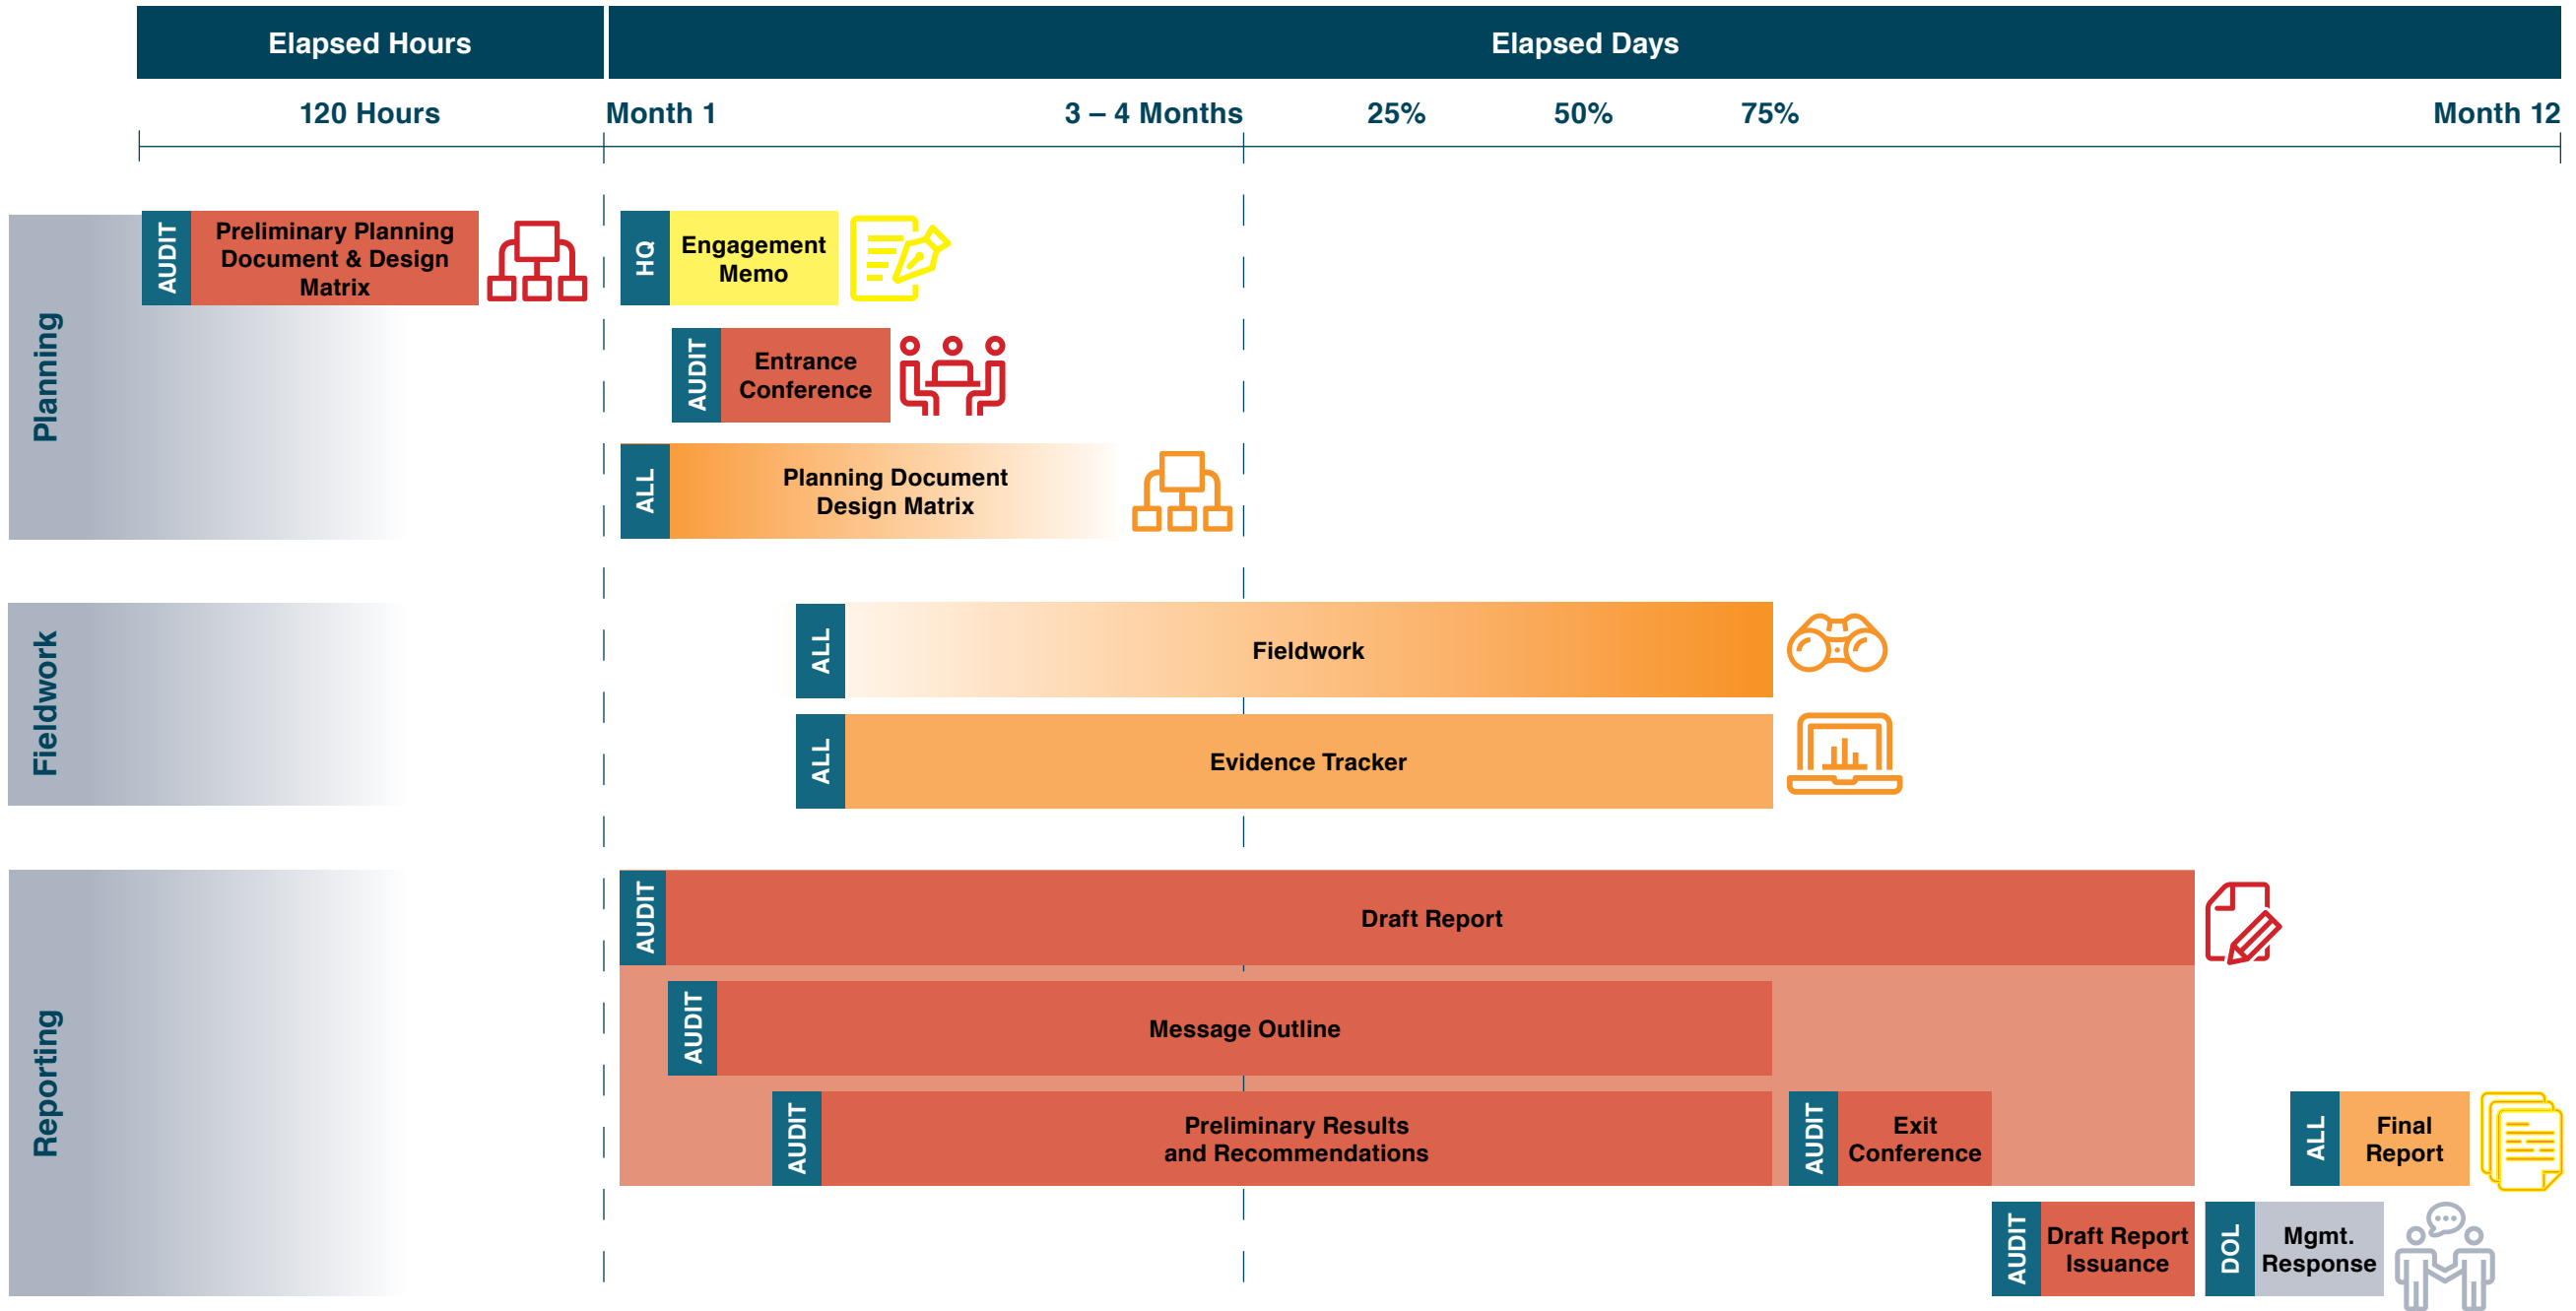 Elapsed Hours
Elapsed Days
120 Hours
Month 1
3 – 4 Months
25%
50%
75%
Month 12
Planning
AUDIT
Preliminary Planning
Document & Design
Matrix
HQ
Engagement
Memo
AUDIT
Entrance
Conference
ALL
Planning Document
Design Matrix
Fieldwork
ALL
Fieldwork
ALL
Evidence Tracker
Reporting
AUDIT
Draft Report
AUDIT
Message Outline
AUDIT
Preliminary Results
and Recommendations
AUDIT
Exit
Conference
ALL
Final
Report
AUDIT
Draft Report
Issuance
DOL
Mgmt.
Response